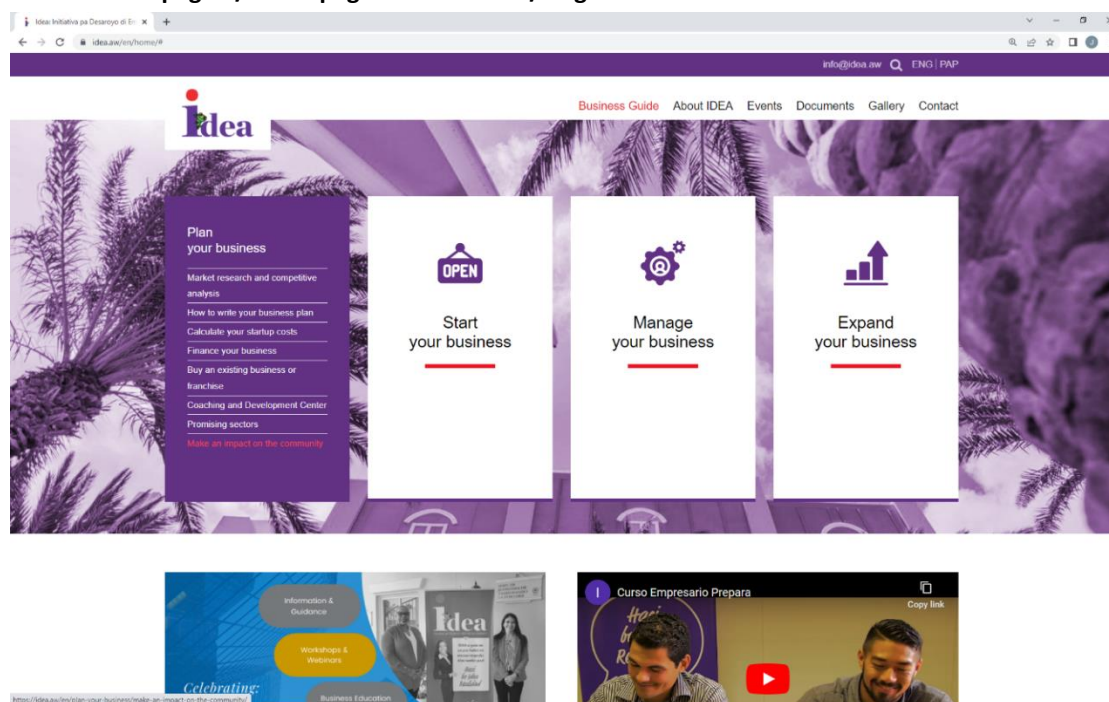 Idea: Initiativa pa Desaroyo di En
idea.aw/en/home/#
info@idea.aw ENG | PAP
idea
Business Guide About IDEA Events Documents Gallery Contact
Plan
your business
Market research and competitive
analysis
How to write your business plan
Calculate your startup costs
Finance your business
Buy an existing business or
franchise
Coaching and Development Center
Promising sectors
Make an impact on the community
OPEN
Start
your business
Manage
your business
Expand
your business
Information &
Guidance
Workshops &
Webinars
Business Education
Celebrating:
idea
I Curso Empresario Prepara
Copy link
https://idea.aw/en/plan-your-business/make-an-impact-on-the-community/